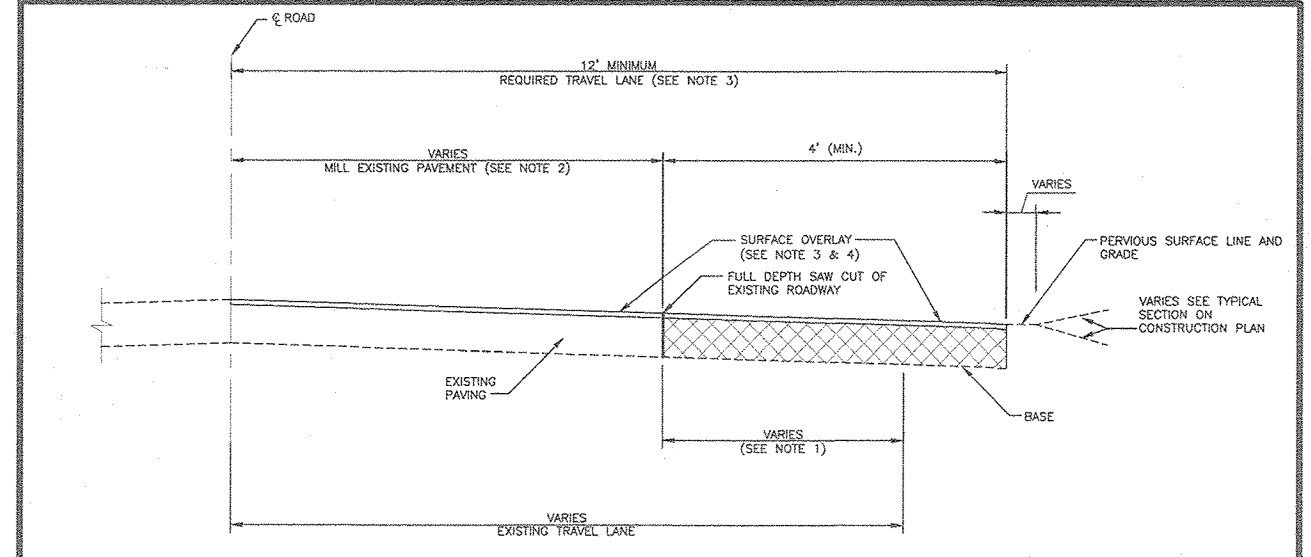 ℄ ROAD
12' MINIMUM
REQUIRED TRAVEL LANE (SEE NOTE 3)
VARIES
MILL EXISTING PAVEMENT (SEE NOTE 2)
4' (MIN.)
VARIES
SURFACE OVERLAY
(SEE NOTE 3 & 4)
FULL DEPTH SAW CUT OF
EXISTING ROADWAY
PERVIOUS SURFACE LINE AND
GRADE
VARIES SEE TYPICAL
SECTION ON
CONSTRUCTION PLAN
EXISTING
PAVING
BASE
VARIES
(SEE NOTE 1)
VARIES
EXISTING TRAVEL LANE